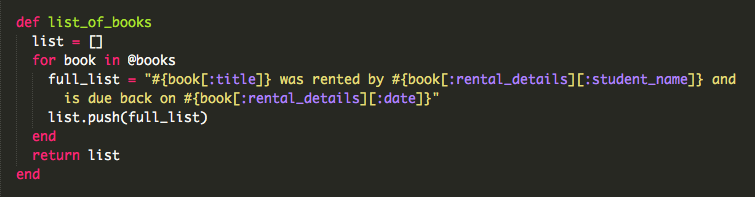 def list_of_books
  list = []
  for book in @books
    full_list = "#{book[:title]} was rented by #{book[:rental_details][:student_name]} and
      is due back on #{book[:rental_details][:date]}"
    list.push(full_list)
  end
  return list
end